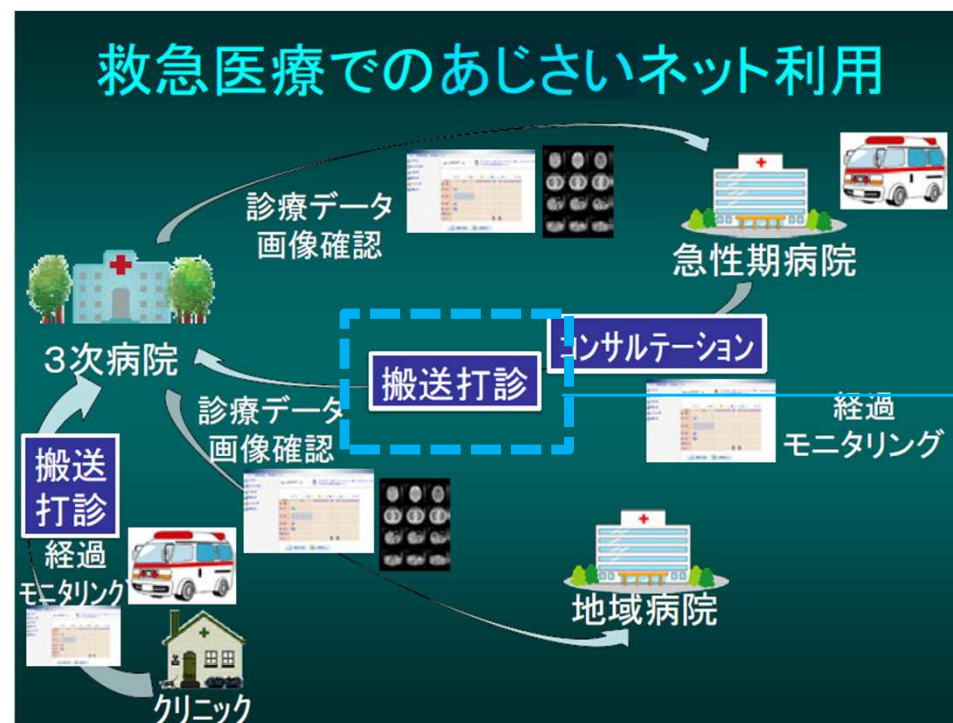 救急医療でのあじさいネット利用
診療データ
画像確認
急性期病院
3次病院
搬送打診
コンサルテーション
診療データ
画像確認
経過
モニタリング
搬送
打診
経過
モニタリング
地域病院
クリニック